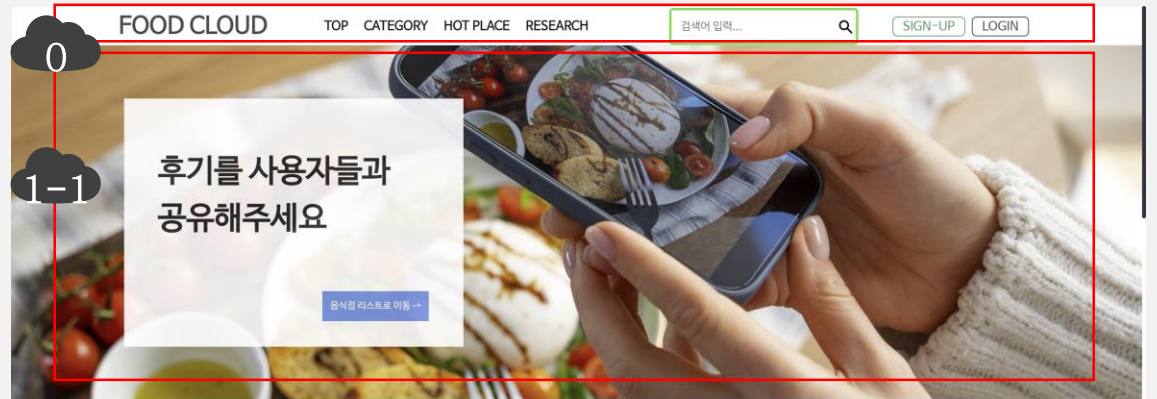 0
FOOD CLOUD TOP CATEGORY HOT PLACE RESEARCH 검색어 입력... SIGN-UP LOGIN
1-1
후기를 사용자들과
공유해주세요
음식점 리스트로 이동 →